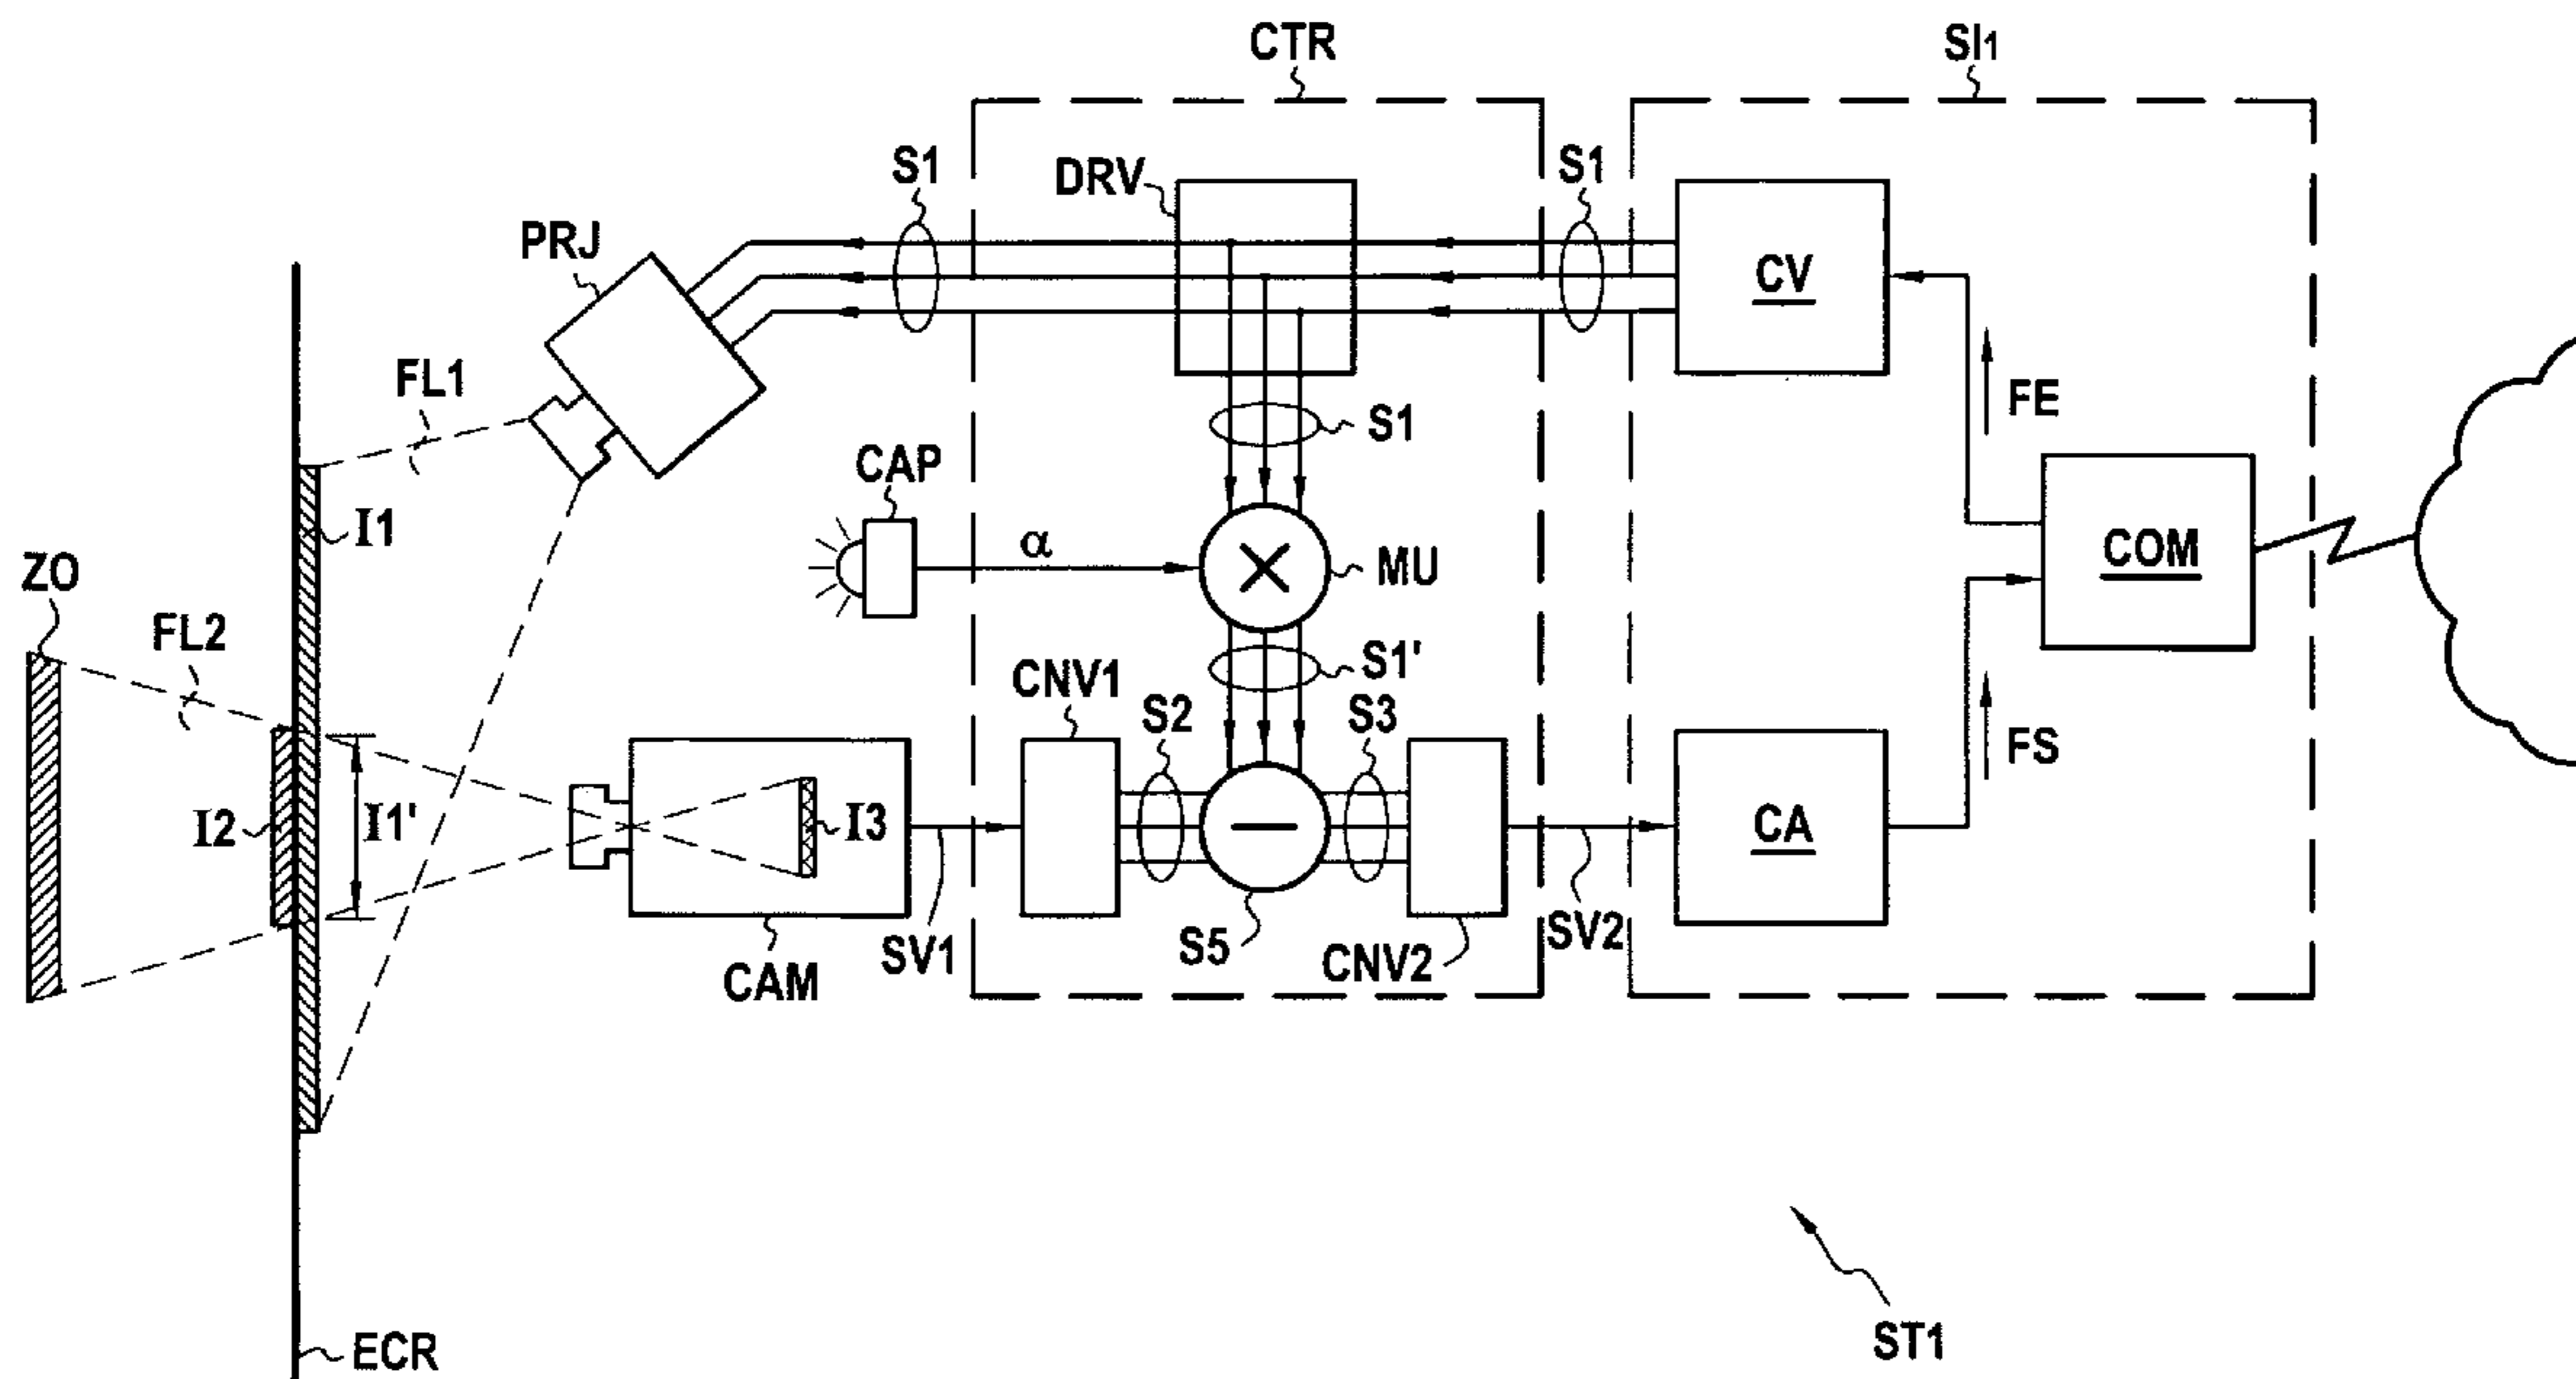 CTR
SI1
S1
DRV
S1
PRJ
CV
FL1
FE
S1
CAP
I1
α
MU
COM
ZO
FL2
S1'
CNV1
S2
S3
FS
I2
I1'
I3
CA
SV1
S5
SV2
CNV2
CAM
ECR
ST1